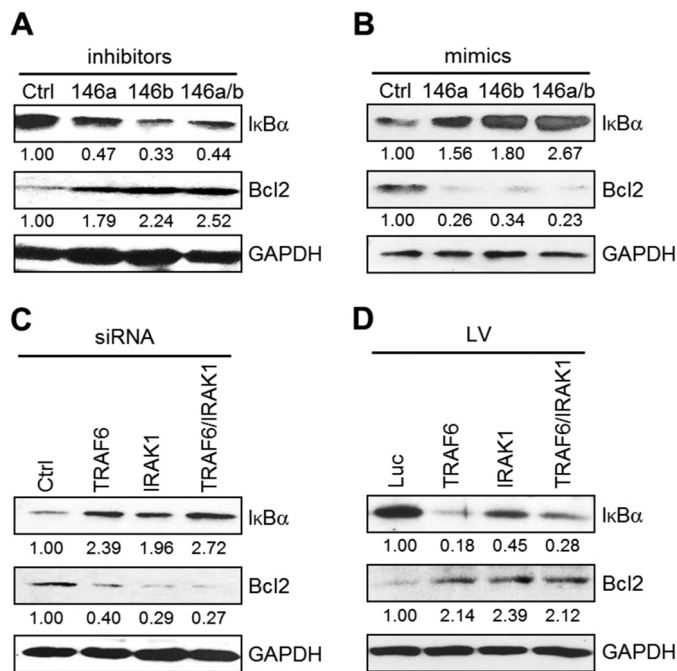 A
inhibitors
Ctrl 146a 146b 146a/b
IκBα
1.00 0.47 0.33 0.44
Bcl2
1.00 1.79 2.24 2.52
GAPDH
B
mimics
Ctrl 146a 146b 146a/b
IκBα
1.00 1.56 1.80 2.67
Bcl2
1.00 0.26 0.34 0.23
GAPDH
C
siRNA
Ctrl TRAF6 IRAK1 TRAF6/IRAK1
IκBα
1.00 2.39 1.96 2.72
Bcl2
1.00 0.40 0.29 0.27
GAPDH
D
LV
Luc TRAF6 IRAK1 TRAF6/IRAK1
IκBα
1.00 0.18 0.45 0.28
Bcl2
1.00 2.14 2.39 2.12
GAPDH